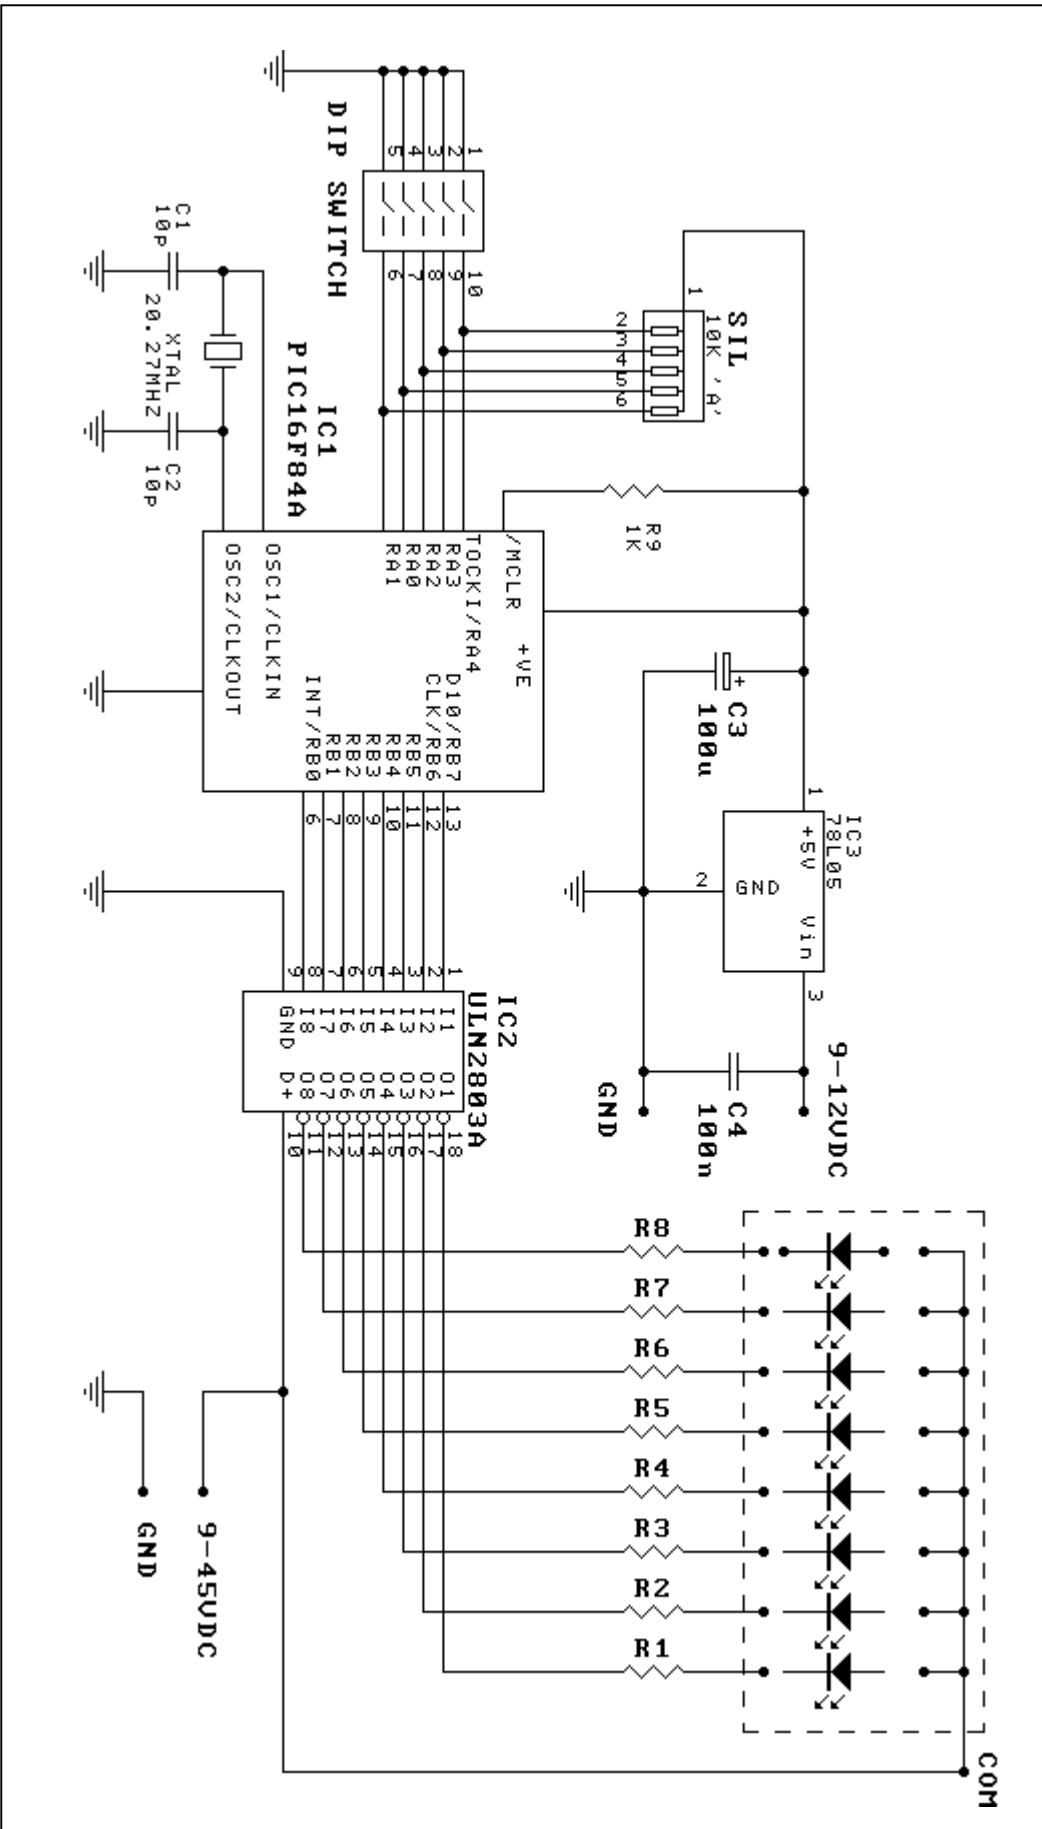 DIP SWITCH
1
2
3
4
5
10
9
8
7
6
SIL
10K 'A'
1
2
3
4
5
6
C1
10p
XTAL
20.27MHZ
C2
10p
IC1
PIC16F84A
R9
1K
/MCLR
+VE
TOCKI/RA4
RA3
RA2
RA0
RA1
OSC1/CLKIN
OSC2/CLKOUT
D10/RB7
CLK/RB6
RB5
RB4
RB3
RB2
RB1
INT/RB0
13
12
11
10
9
8
7
6
C3
100u
+
IC3
78L05
1
+5V
2
GND
Vin
3
9-12VDC
C4
100n
GND
IC2
ULN2803A
1
2
3
4
5
6
7
8
9
I1
I2
I3
I4
I5
I6
I7
I8
GND
O1
O2
O3
O4
O5
O6
O7
O8
D+
18
17
16
15
14
13
12
11
10
R8
R7
R6
R5
R4
R3
R2
R1
COM
9-45VDC
GND